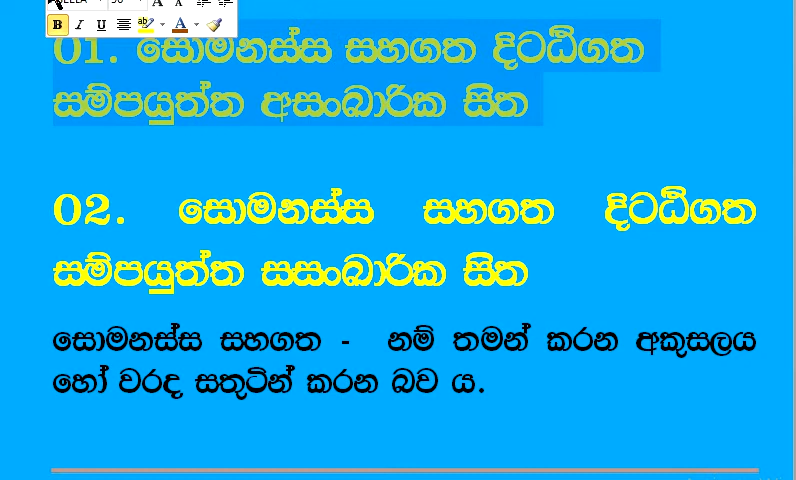 B I U ab A
01. සොමනස්ස සහගත දිට්ඨිගත
සම්පයුත්ත අසංඛාරික සිත
02. සොමනස්ස සහගත දිට්ඨිගත
සම්පයුත්ත සසංඛාරික සිත
සොමනස්ස සහගත - නම් තමන් කරන අකුසලය
හෝ වරද සතුටින් කරන බව ය.